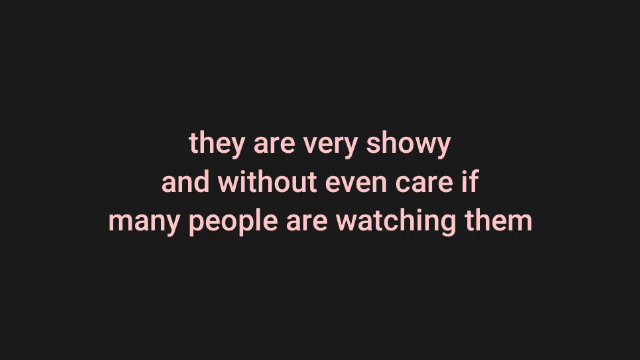 they are very showy
and without even care if
many people are watching them